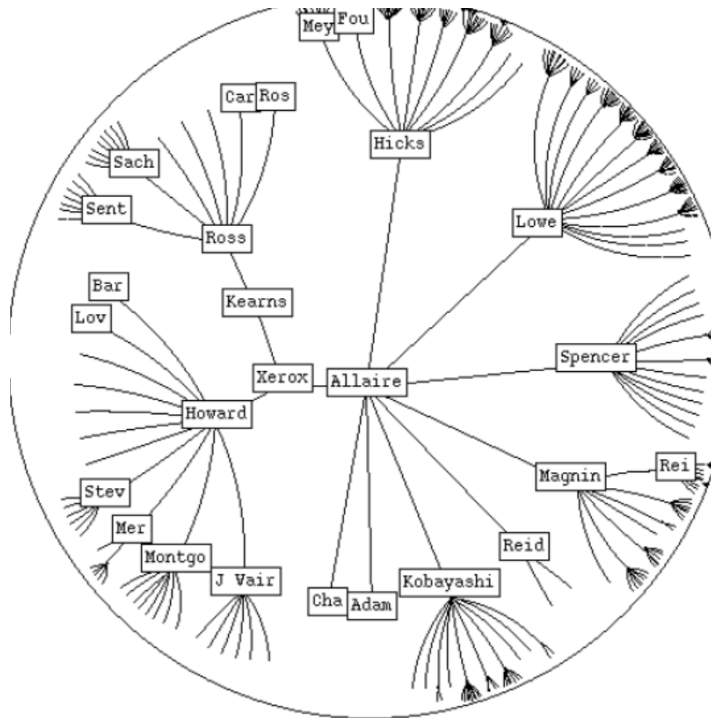 Mey
Fou
Car
Ros
Hicks
Sach
Sent
Ross
Lowe
Kearns
Bar
Lov
Xerox
Allaire
Spencer
Howard
Magnin
Rei
Stev
Mer
Montgo
J Vair
Reid
Kobayashi
Cha
Adam